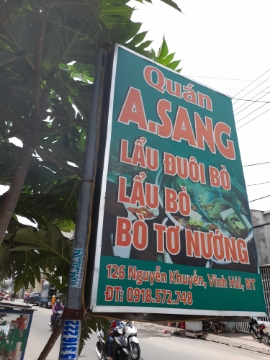 Quán
A.SANG
LẨU ĐUÔI BÒ
LẨU BÒ
BÒ TƠ NƯỚNG
126 Nguyễn Khuyến, Vĩnh Hải, NT
ĐT: 0918.572.748